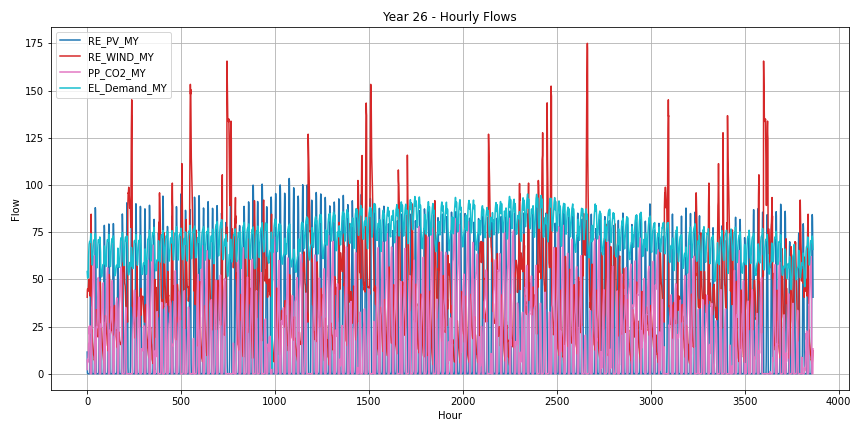 Year 26 - Hourly Flows
RE_PV_MY
RE_WIND_MY
PP_CO2_MY
EL_Demand_MY
Flow
175
150
125
100
75
50
25
0
0 500 1000 1500 2000 2500 3000 3500 4000
Hour